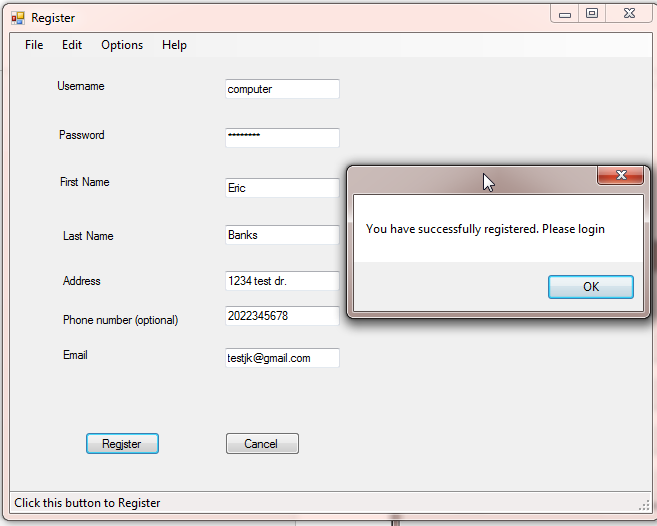 Register
File Edit Options Help
Username computer
Password ********
First Name Eric
You have successfully registered. Please login
Last Name Banks
OK
Address 1234 test dr.
Phone number (optional) 2022345678
Email testjk@gmail.com
Register Cancel
Click this button to Register